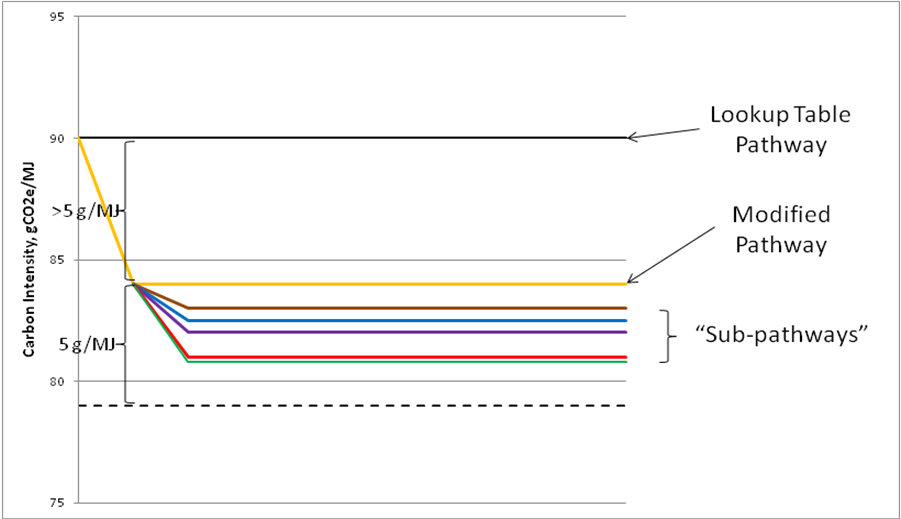 95
90
85
80
75
Carbon Intensity, gCO2e/MJ
>5 g/MJ
5 g/MJ
Lookup Table
Pathway
Modified
Pathway
“Sub-pathways”